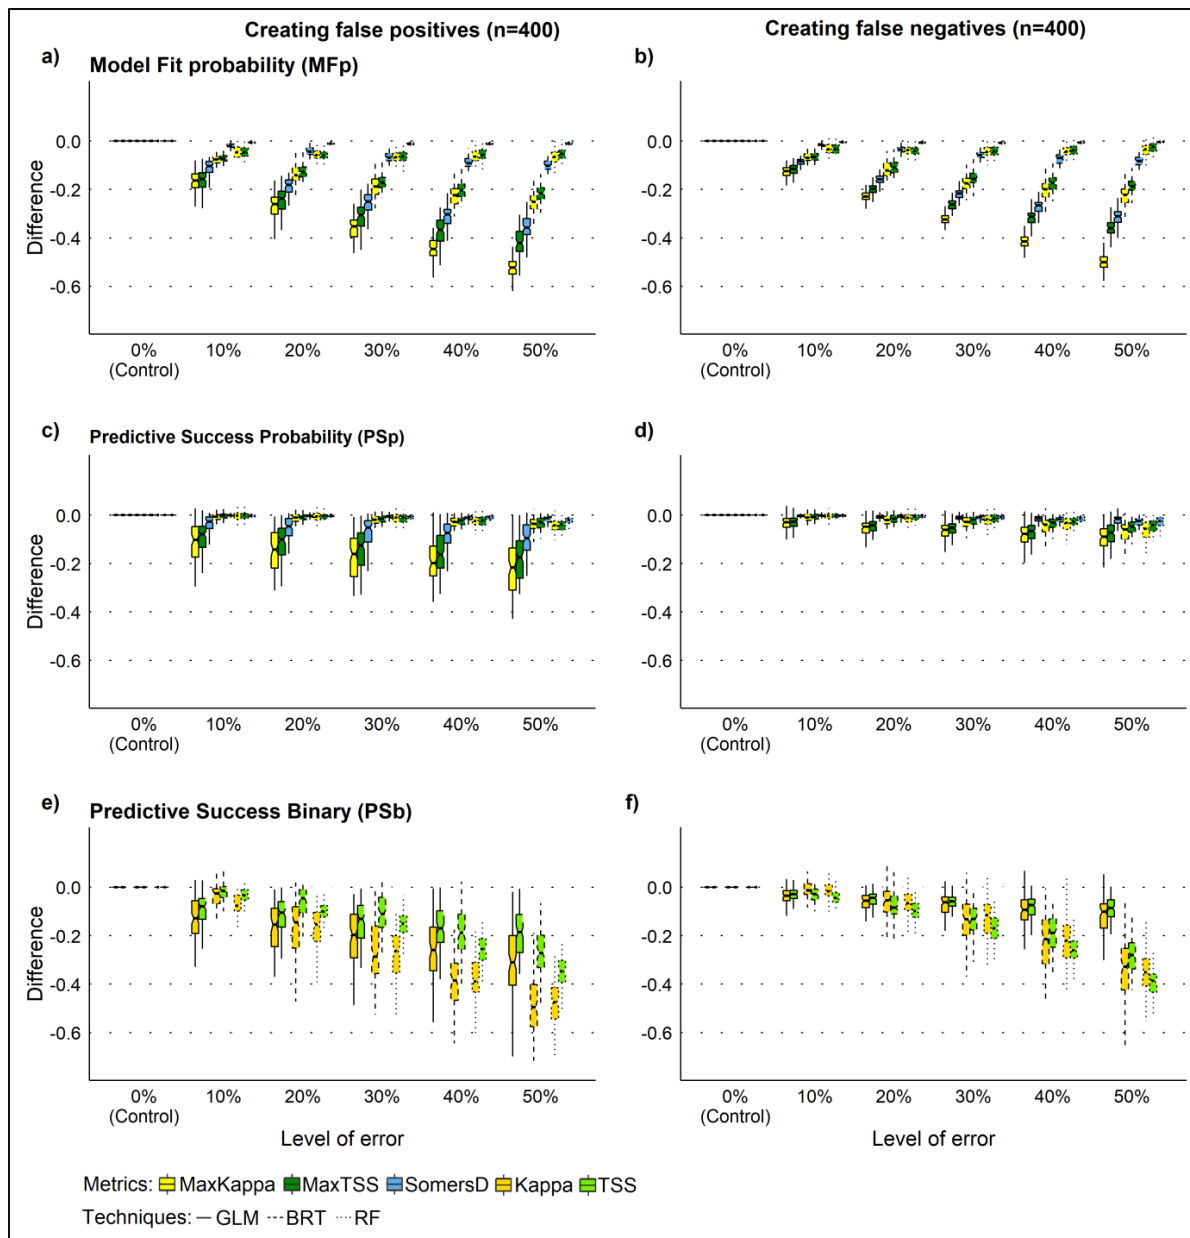 Creating false positives (n=400)
Creating false negatives (n=400)
a)
Model Fit probability (MFp)
b)
Difference
0.0
-0.2
-0.4
-0.6
0.0
-0.2
-0.4
-0.6
0% 10% 20% 30% 40% 50%
(Control)
0% 10% 20% 30% 40% 50%
(Control)
c)
Predictive Success Probability (PSp)
d)
Difference
0.0
-0.2
-0.4
-0.6
0.0
-0.2
-0.4
-0.6
0% 10% 20% 30% 40% 50%
(Control)
0% 10% 20% 30% 40% 50%
(Control)
e)
Predictive Success Binary (PSb)
f)
Difference
0.0
-0.2
-0.4
-0.6
0.0
-0.2
-0.4
-0.6
0% 10% 20% 30% 40% 50%
(Control)
0% 10% 20% 30% 40% 50%
(Control)
Level of error
Level of error
Metrics: MaxKappa MaxTSS SomersD Kappa TSS
Techniques: GLM BRT RF